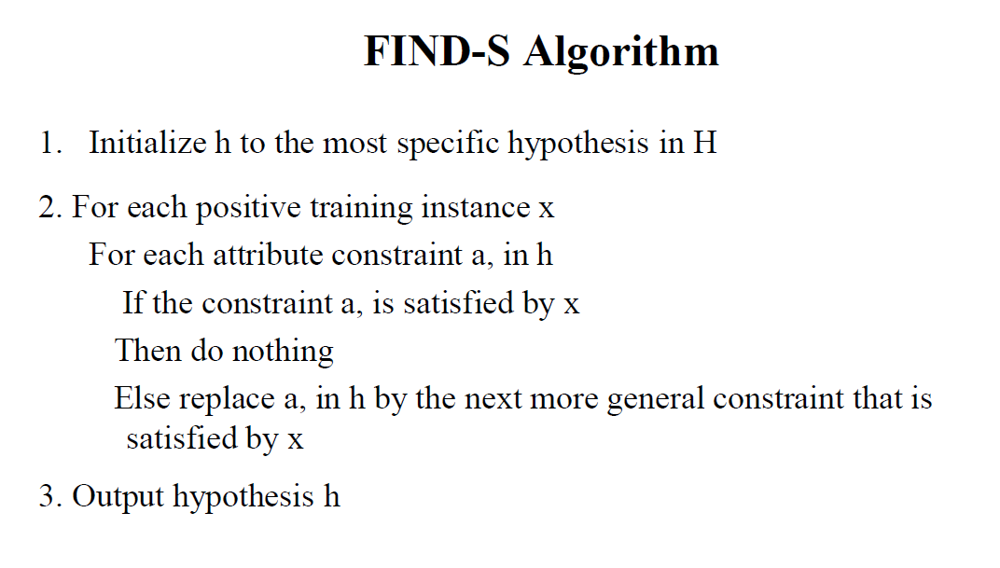 FIND-S Algorithm
1. Initialize h to the most specific hypothesis in H
2. For each positive training instance x
For each attribute constraint a, in h
If the constraint a, is satisfied by x
Then do nothing
Else replace a, in h by the next more general constraint that is
satisfied by x
3. Output hypothesis h